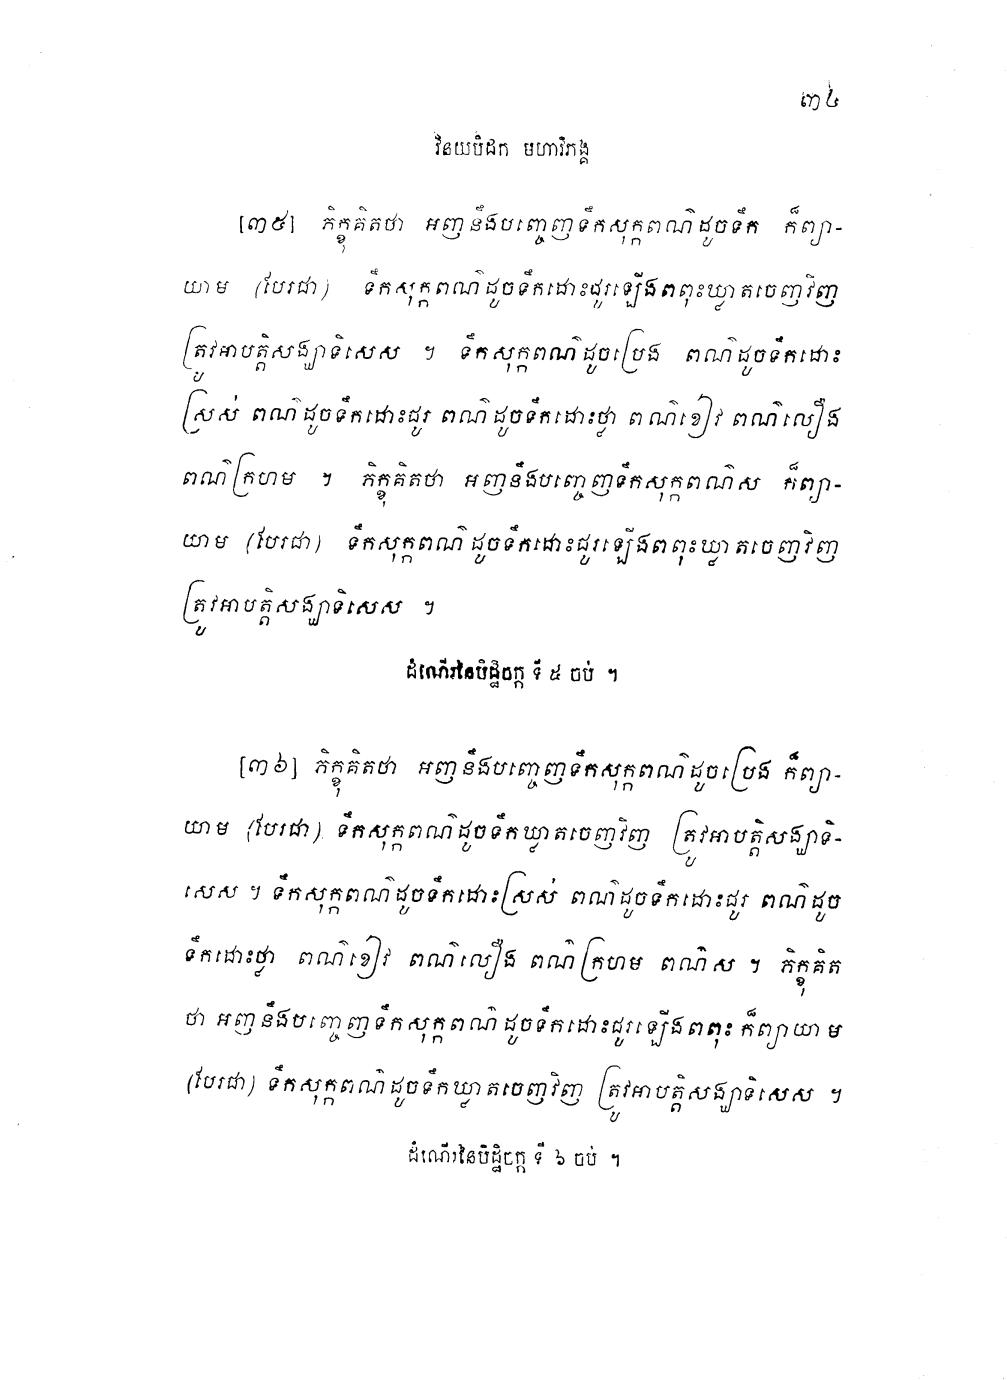 ៣៤
វិនយបិដក មហាវិភង្គ
[៣៥] ភិក្ខុគិតថា អញនឹងបញ្ចេញទឹកសុក្កពណ៌ដូចទឹក ក៏ព្យា-
យាម (បែរជា) ទឹកសុក្កពណ៌ដូចទឹកដោះជូរឡើងពពុះឃ្លាតចេញវិញ
ត្រូវអាបត្តិសង្ឃាទិសេស ។ ទឹកសុក្កពណ៌ដូចប្រេង ពណ៌ដូចទឹកដោះ
ស្រស់ ពណ៌ដូចទឹកដោះជូរ ពណ៌ដូចទឹកដោះថ្លា ពណ៌ខៀវ ពណ៌លឿង
ពណ៌ក្រហម ។ ភិក្ខុគិតថា អញនឹងបញ្ចេញទឹកសុក្កពណ៌ស ក៏ព្យា-
យាម (បែរជា) ទឹកសុក្កពណ៌ដូចទឹកដោះជូរឡើងពពុះឃ្លាតចេញវិញ
ត្រូវអាបត្តិសង្ឃាទិសេស ។
ដំណើរនៃបិដ្ឋិចក្ក ទី ៥ ចប់ ។
[៣៦] ភិក្ខុគិតថា អញនឹងបញ្ចេញទឹកសុក្កពណ៌ដូចប្រេង ក៏ព្យា-
យាម (បែរជា) ទឹកសុក្កពណ៌ដូចទឹកឃ្លាតចេញវិញ ត្រូវអាបត្តិសង្ឃាទិ-
សេស ។ ទឹកសុក្កពណ៌ដូចទឹកដោះស្រស់ ពណ៌ដូចទឹកដោះជូរ ពណ៌ដូច
ទឹកដោះថ្លា ពណ៌ខៀវ ពណ៌លឿង ពណ៌ក្រហម ពណ៌ស ។ ភិក្ខុគិត
ថា អញនឹងបញ្ចេញទឹកសុក្កពណ៌ដូចទឹកដោះជូរឡើងពពុះ ក៏ព្យាយាម
(បែរជា) ទឹកសុក្កពណ៌ដូចទឹកឃ្លាតចេញវិញ ត្រូវអាបត្តិសង្ឃាទិសេស ។
ដំណើរនៃបិដ្ឋិចក្ក ទី ៦ ចប់ ។